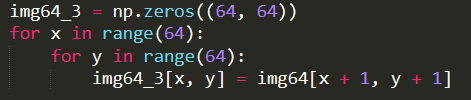 img64_3 = np.zeros((64, 64))
for x in range(64):
    for y in range(64):
        img64_3[x, y] = img64[x + 1, y + 1]